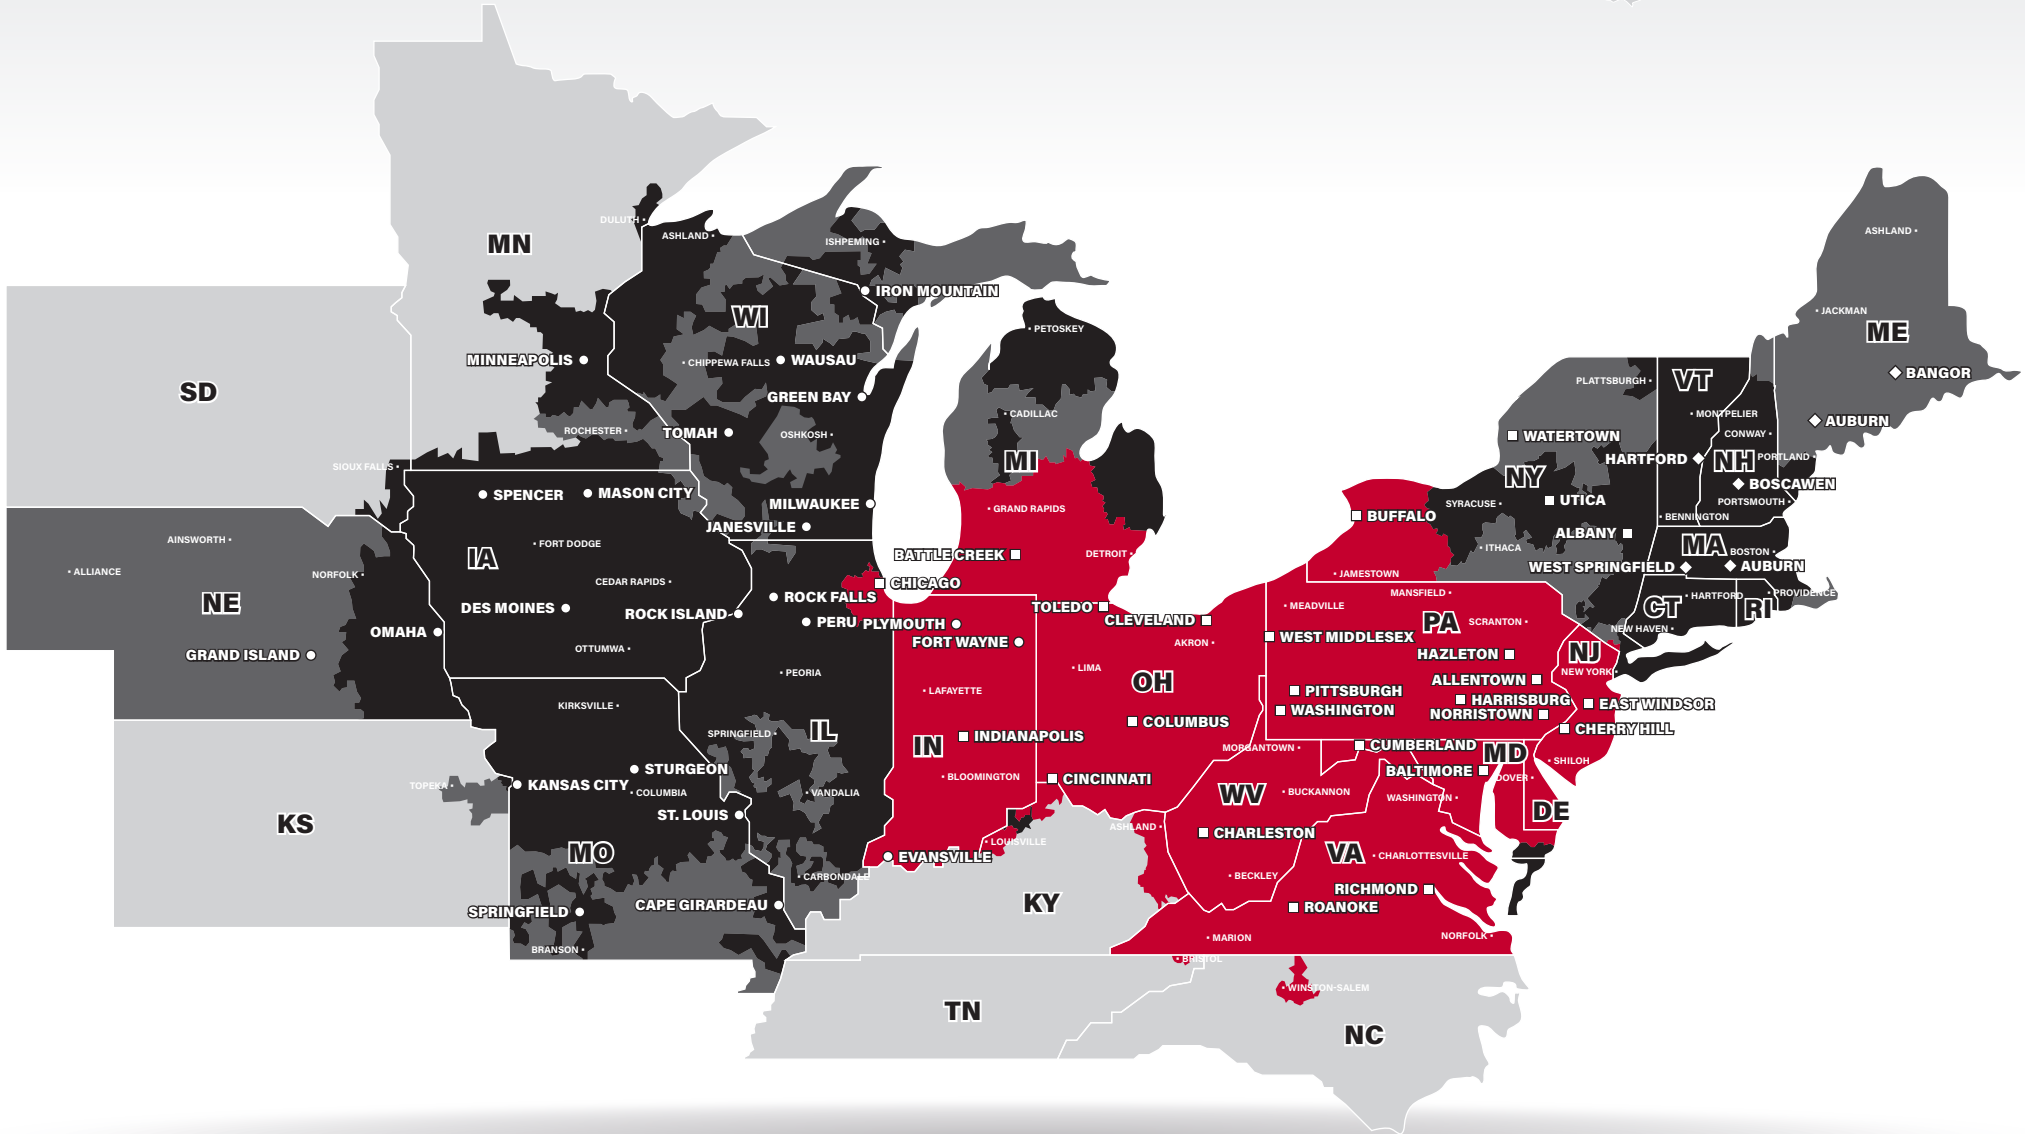 DULUTH
ASHLAND
MN
ISHPEMING
ASHLAND
IRON MOUNTAIN
JACKMAN
WI
PETOSKEY
ME
MINNEAPOLIS
CHIPPEWA FALLS
WAUSAU
BANGOR
PLATTSBURGH
VT
SD
GREEN BAY
CADILLAC
MONTPELIER
AUBURN
ROCHESTER
TOMAH
OSHKOSH
WATERTOWN
CONWAY
MI
HARTFORD
NH
PORTLAND
SIOUX FALLS
NY
BOSCAWEN
SPENCER
MASON CITY
MILWAUKEE
GRAND RAPIDS
BUFFALO
SYRACUSE
UTICA
PORTSMOUTH
BENNINGTON
JANESVILLE
ALBANY
AINSWORTH
IA
FORT DODGE
BATTLE CREEK
DETROIT
ITHACA
MA
BOSTON
ALLIANCE
NORFOLK
CEDAR RAPIDS
CHICAGO
JAMESTOWN
WEST SPRINGFIELD
AUBURN
NE
DES MOINES
ROCK ISLAND
ROCK FALLS
TOLEDO
MEADVILLE
MANSFIELD
CT
HARTFORD
RI
PROVIDENCE
OMAHA
PERU
PLYMOUTH
CLEVELAND
PA
SCRANTON
NEW HAVEN
GRAND ISLAND
OTTUMWA
FORT WAYNE
AKRON
WEST MIDDLESEX
HAZLETON
NJ
PEORIA
LIMA
OH
ALLENTOWN
NEW YORK
KIRKSVILLE
LAFAYETTE
PITTSBURGH
HARRISBURG
EAST WINDSOR
WASHINGTON
NORRISTOWN
SPRINGFIELD
IL
IN
INDIANAPOLIS
COLUMBUS
CHERRY HILL
MORGANTOWN
CUMBERLAND
MD
STURGEON
BALTIMORE
SHILOH
TOPEKA
KANSAS CITY
COLUMBIA
VANDALIA
BLOOMINGTON
CINCINNATI
WV
BUCKANNON
WASHINGTON
DOVER
KS
ST. LOUIS
ASHLAND
CHARLESTON
DE
MO
LOUISVILLE
EVANSVILLE
VA
CHARLOTTESVILLE
CARBONDALE
BECKLEY
RICHMOND
SPRINGFIELD
CAPE GIRARDEAU
KY
ROANOKE
BRANSON
MARION
NORFOLK
BRISTOL
WINSTON-SALEM
TN
NC